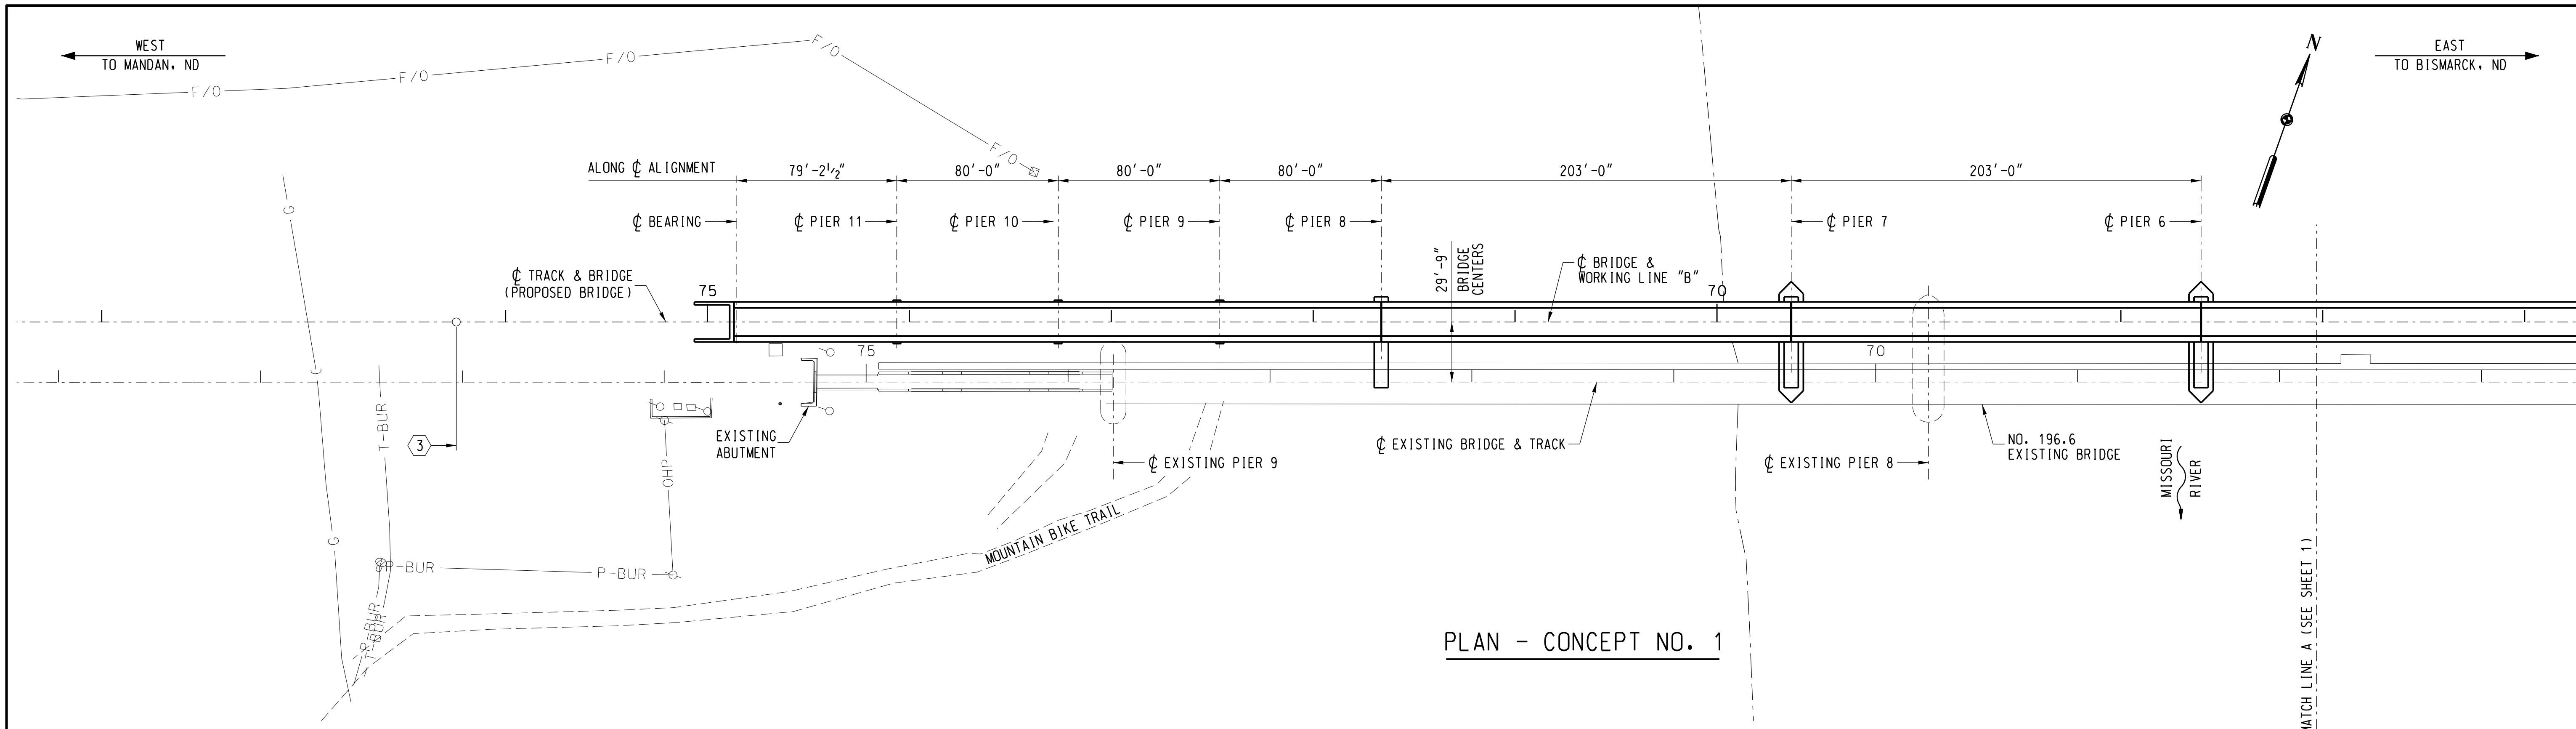 WEST
TO MANDAN, ND
F/O
F/O
F/O
F/O
F/O
N
EAST
TO BISMARCK, ND
ALONG ℄ ALIGNMENT
79'-2½"
80'-0"
80'-0"
80'-0"
203'-0"
203'-0"
℄ BEARING
℄ PIER 11
℄ PIER 10
℄ PIER 9
℄ PIER 8
℄ PIER 7
℄ PIER 6
G
G
G
℄ TRACK & BRIDGE
(PROPOSED BRIDGE)
75
29'-9"
BRIDGE
CENTERS
℄ BRIDGE &
WORKING LINE "B"
70
75
70
T-BUR
3
OHP
EXISTING
ABUTMENT
℄ EXISTING PIER 9
℄ EXISTING BRIDGE & TRACK
℄ EXISTING PIER 8
NO. 196.6
EXISTING BRIDGE
MISSOURI
RIVER
MOUNTAIN BIKE TRAIL
P-BUR
P-BUR
P-BUR
T-BUR
PLAN - CONCEPT NO. 1
MATCH LINE A (SEE SHEET 1)